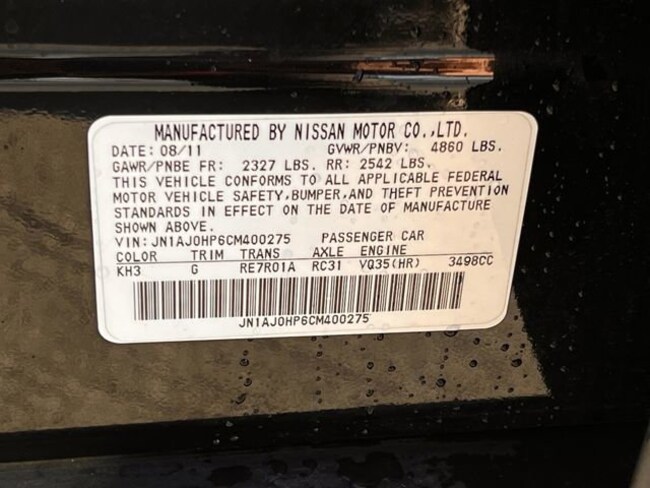 MANUFACTURED BY NISSAN MOTOR CO.,LTD.
DATE: 08/11 GVWR/PNBV: 4860 LBS.
GAWR/PNBE FR: 2327 LBS. RR: 2542 LBS.
THIS VEHICLE CONFORMS TO ALL APPLICABLE FEDERAL
MOTOR VEHICLE SAFETY,BUMPER,AND THEFT PREVENTION
STANDARDS IN EFFECT ON THE DATE OF MANUFACTURE
SHOWN ABOVE.
VIN: JN1AJ0HP6CM400275 PASSENGER CAR
COLOR TRIM TRANS AXLE ENGINE
KH3 G RE7R01A RC31 VQ35(HR) 3498CC
JN1AJ0HP6CM400275